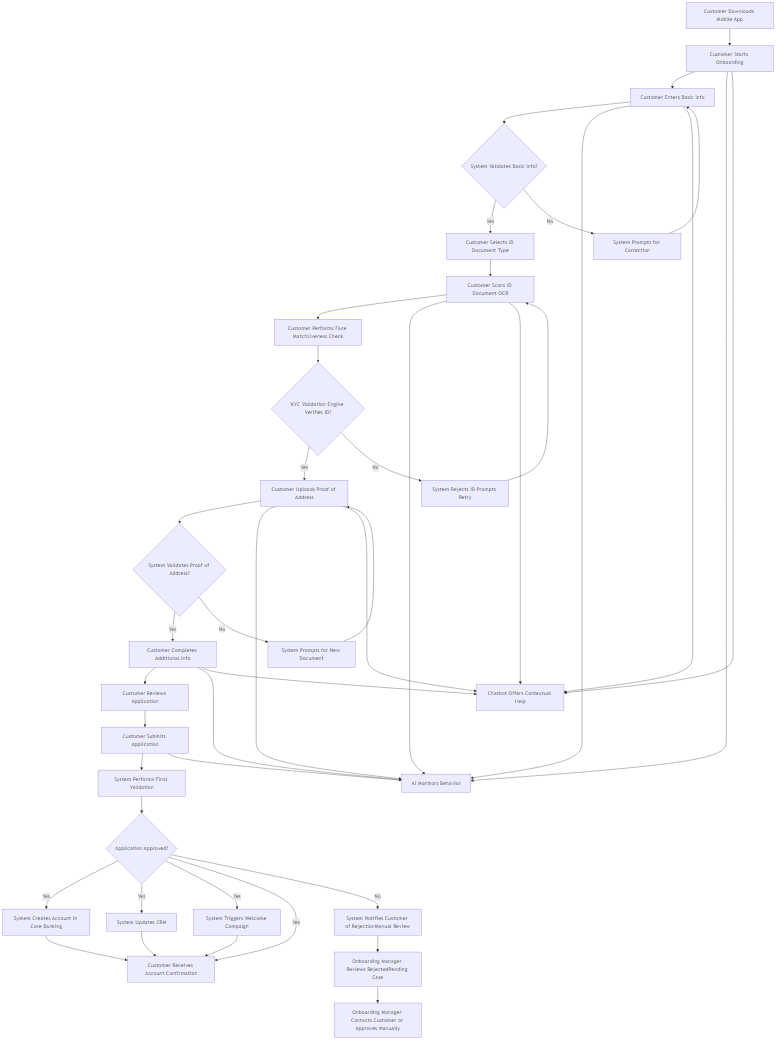 Customer Downloads
Mobile App
Customer Starts
Onboarding
Customer Enters Basic Info
System Validates Basic Info?
Yes
No
Customer Selects ID
Document Type
System Prompts for
Correction
Customer Scans ID
Document OCR
Customer Performs Face
MatchLiveness Check
KYC Validation Engine
Verifies ID?
Yes
No
Customer Uploads Proof of
Address
System Rejects ID Prompts
Retry
System Validates Proof of
Address?
Yes
No
Customer Completes
Additional Info
System Prompts for New
Document
Customer Reviews
Application
Chatbot Offers Contextual
Help
Customer Submits
Application
System Performs Final
Validation
AI Monitors Behavior
Application Approved?
Yes
Yes
Yes
No
System Creates Account in
Core Banking
System Updates CRM
System Triggers Welcome
Campaign
Yes
System Notifies Customer
of RejectionManual Review
Customer Receives
Account Confirmation
Onboarding Manager
Reviews RejectedPending
Case
Onboarding Manager
Contacts Customer or
Approves Manually